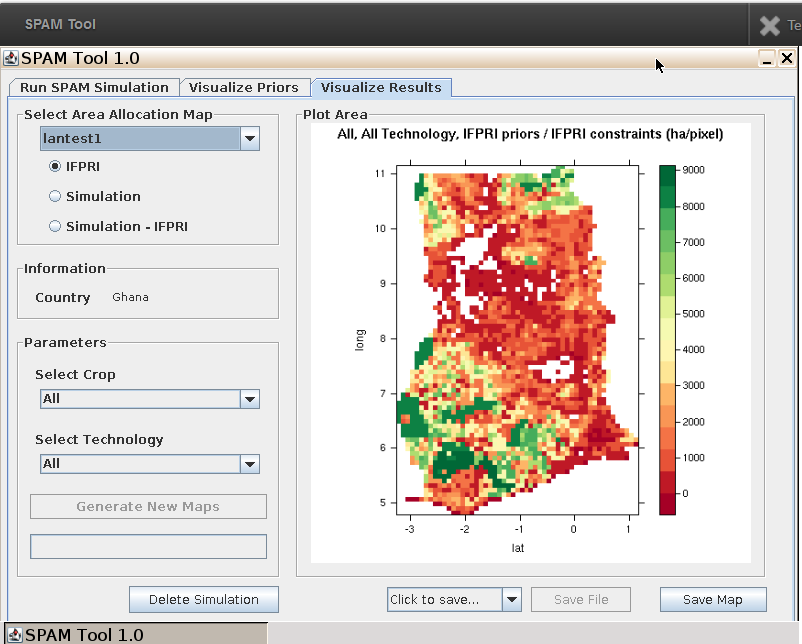 SPAM Tool
Te
SPAM Tool 1.0
Run SPAM Simulation
Visualize Priors
Visualize Results
Select Area Allocation Map
lantest1
IFPRI
Simulation
Simulation - IFPRI
Information
Country Ghana
Parameters
Select Crop
All
Select Technology
All
Generate New Maps
Delete Simulation
Plot Area
All, All Technology, IFPRI priors / IFPRI constraints (ha/pixel)
11
10
9
8
7
6
5
long
-3 -2 -1 0 1
lat
9000
8000
7000
6000
5000
4000
3000
2000
1000
0
Click to save...
Save File
Save Map
SPAM Tool 1.0